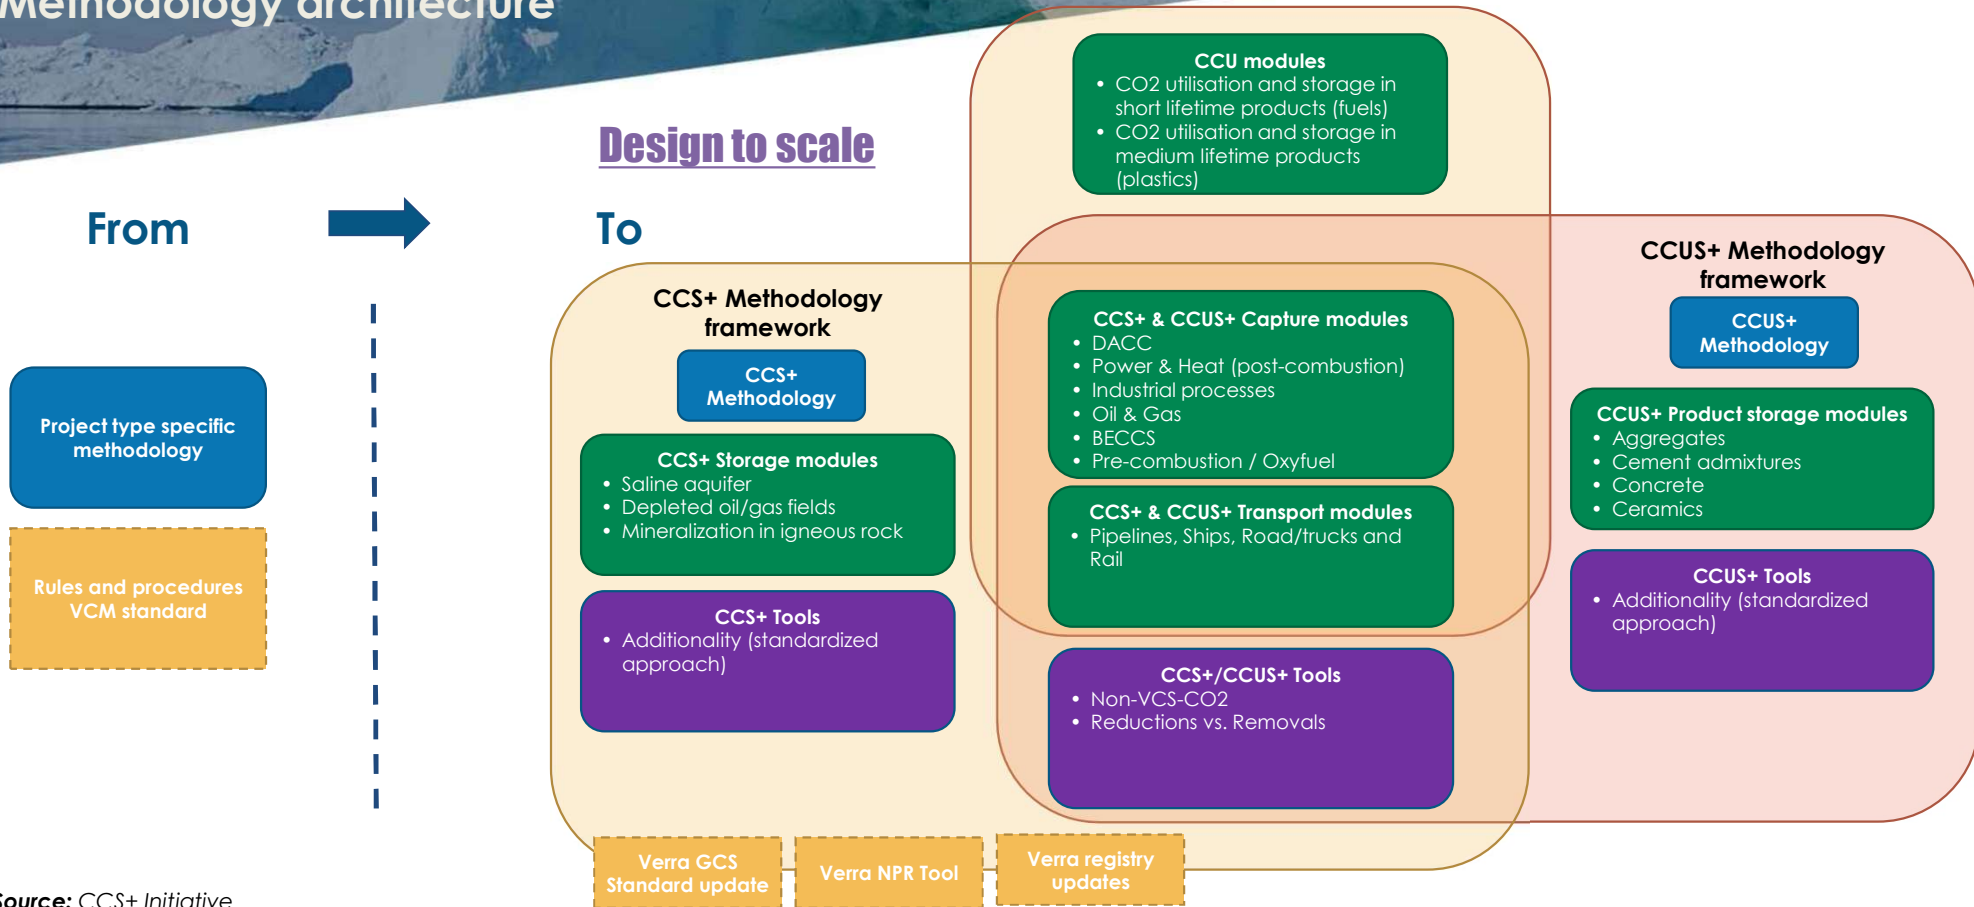 Methodology architecture
Design to scale
From
To
Project type specific
methodology
Rules and procedures
VCM standard
CCU modules
• CO2 utilisation and storage in
short lifetime products (fuels)
• CO2 utilisation and storage in
medium lifetime products
(plastics)
CCS+ Methodology
framework
CCS+
Methodology
CCS+ Storage modules
• Saline aquifer
• Depleted oil/gas fields
• Mineralization in igneous rock
CCS+ Tools
• Additionality (standardized
approach)
CCS+ & CCUS+ Capture modules
• DACC
• Power & Heat (post-combustion)
• Industrial processes
• Oil & Gas
• BECCS
• Pre-combustion / Oxyfuel
CCS+ & CCUS+ Transport modules
• Pipelines, Ships, Road/trucks and
Rail
CCS+/CCUS+ Tools
• Non-VCS-CO2
• Reductions vs. Removals
CCUS+ Methodology
framework
CCUS+
Methodology
CCUS+ Product storage modules
• Aggregates
• Cement admixtures
• Concrete
• Ceramics
CCUS+ Tools
• Additionality (standardized
approach)
Verra GCS
Standard update
Verra NPR Tool
Verra registry
updates
Source: CCS+ Initiative